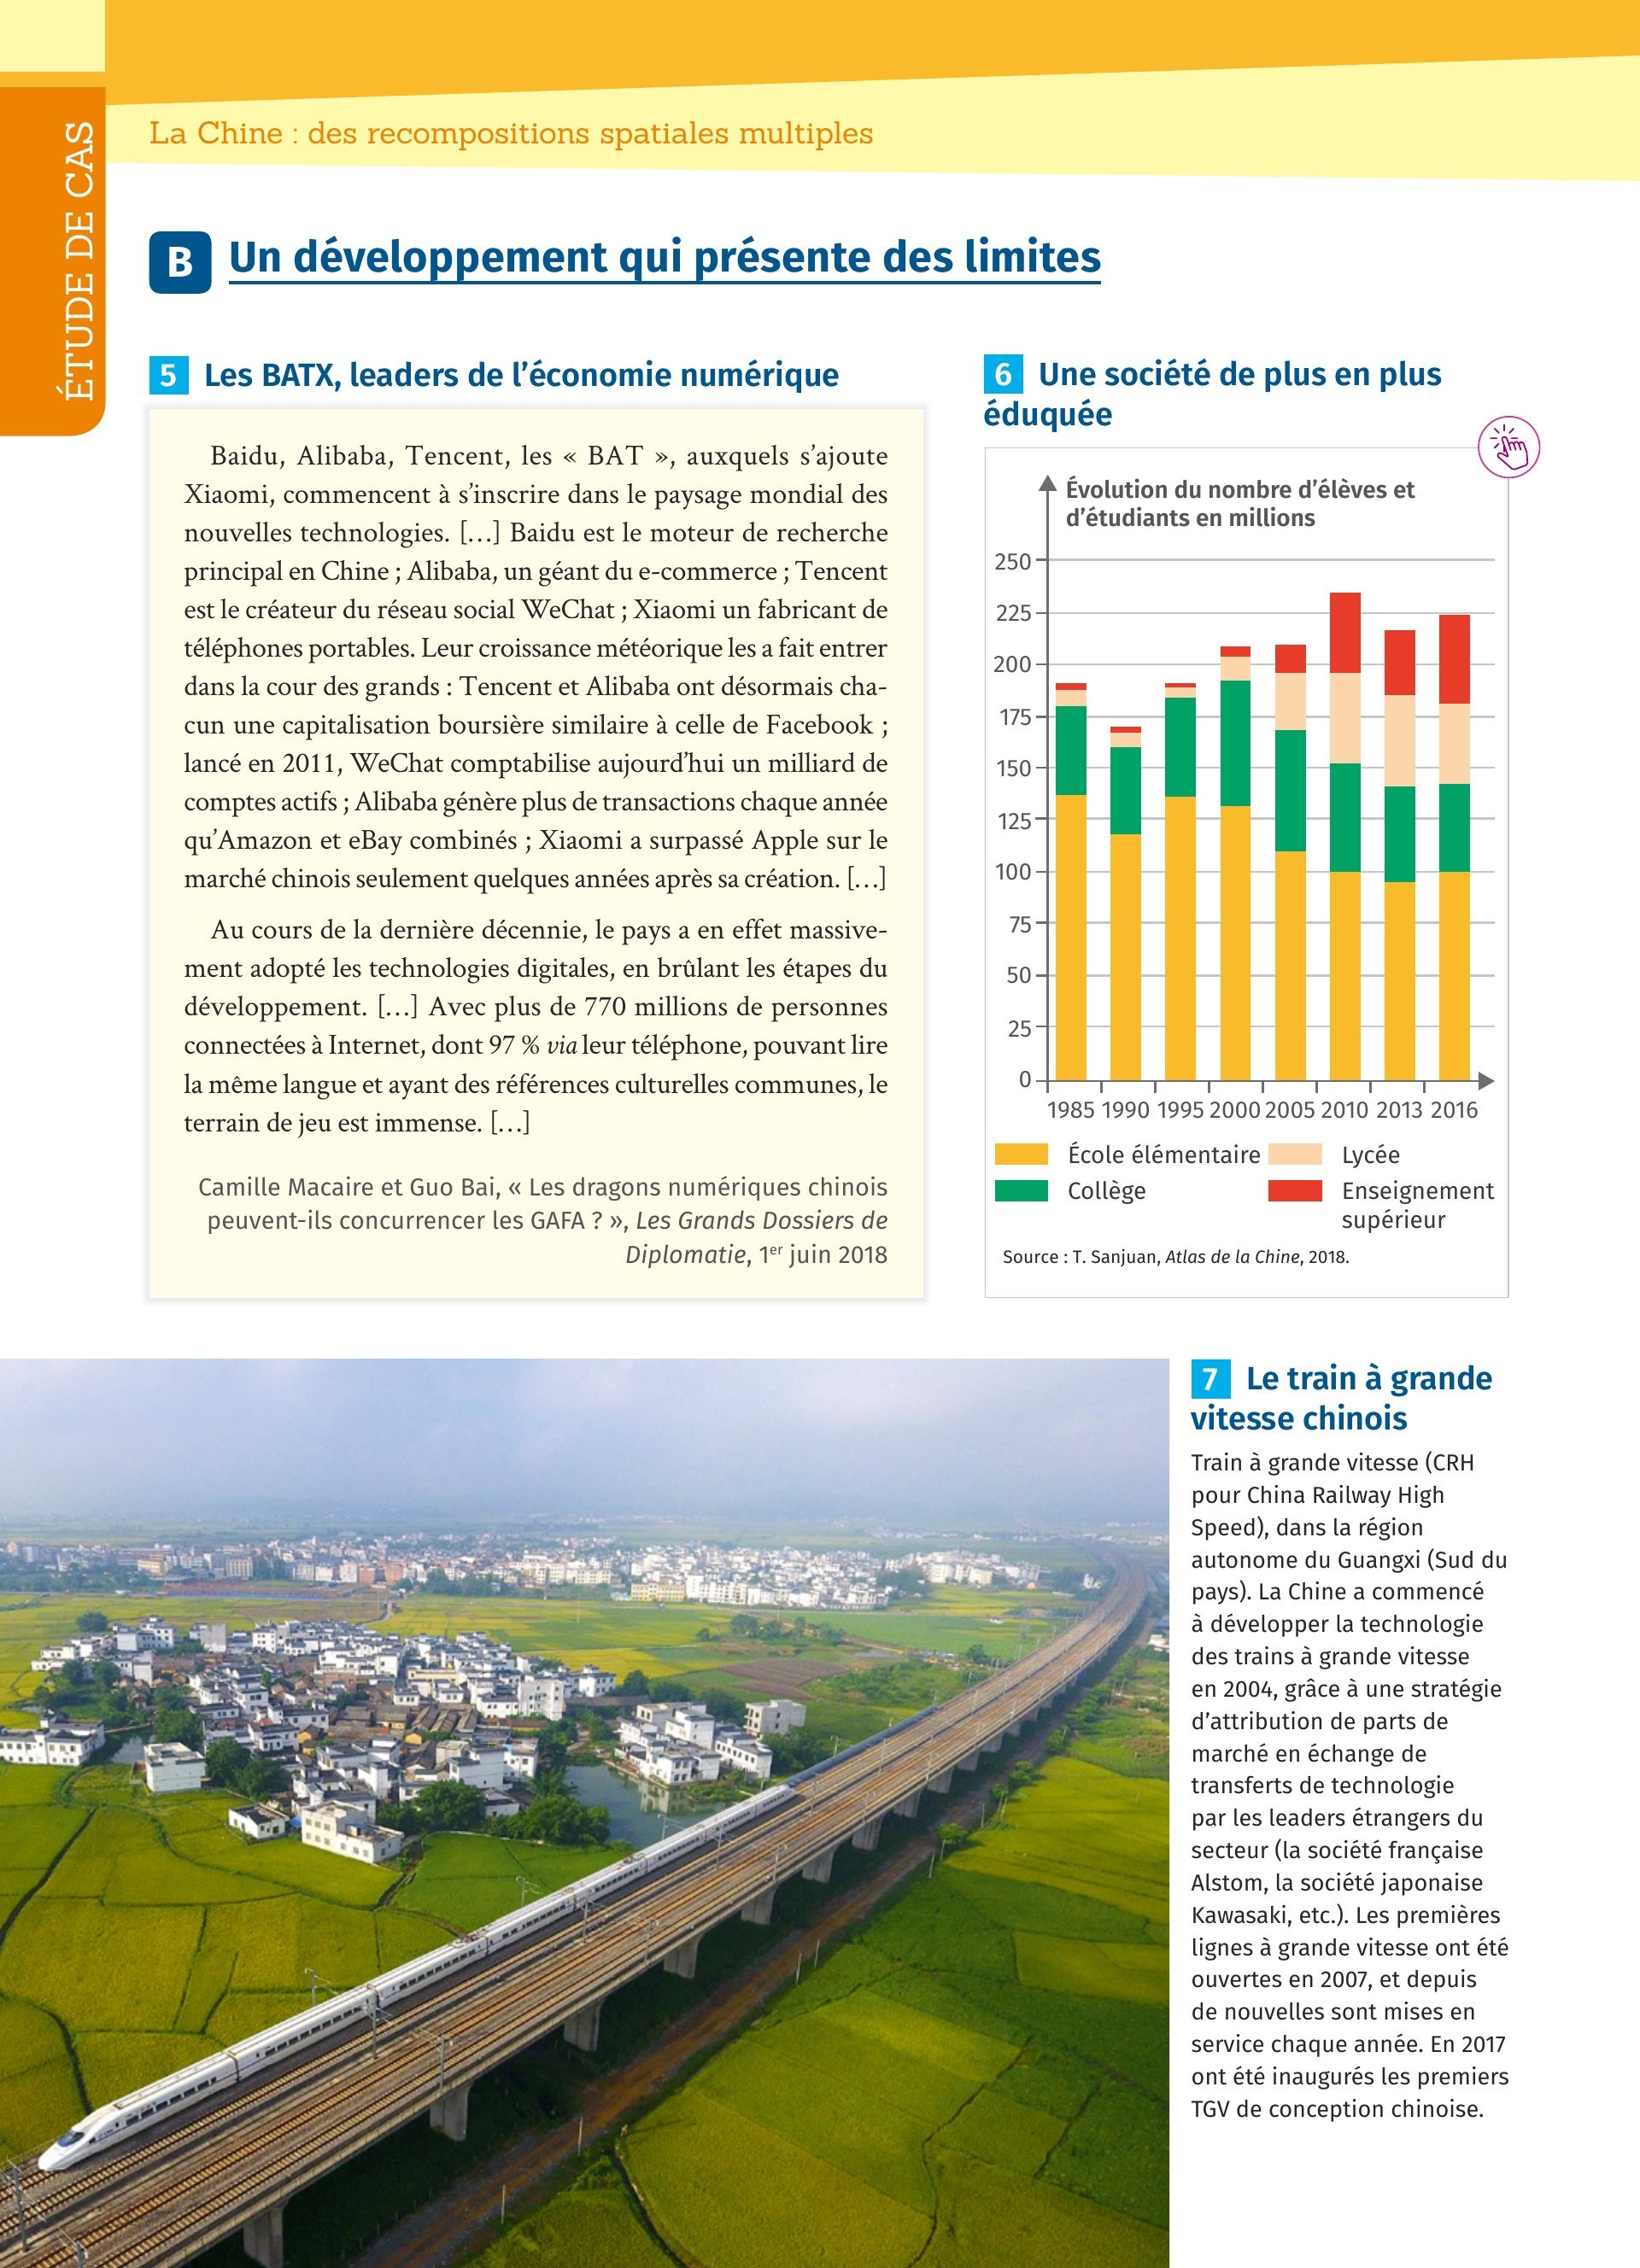 ÉTUDE DE CAS
La Chine : des recompositions spatiales multiples
B Un développement qui présente des limites
5 Les BATX, leaders de l’économie numérique
Baidu, Alibaba, Tencent, les « BAT », auxquels s’ajoute
Xiaomi, commencent à s’inscrire dans le paysage mondial des
nouvelles technologies. […] Baidu est le moteur de recherche
principal en Chine ; Alibaba, un géant du e-commerce ; Tencent
est le créateur du réseau social WeChat ; Xiaomi un fabricant de
téléphones portables. Leur croissance météorique les a fait entrer
dans la cour des grands : Tencent et Alibaba ont désormais cha-
cun une capitalisation boursière similaire à celle de Facebook ;
lancé en 2011, WeChat comptabilise aujourd’hui un milliard de
comptes actifs ; Alibaba génère plus de transactions chaque année
qu’Amazon et eBay combinés ; Xiaomi a surpassé Apple sur le
marché chinois seulement quelques années après sa création. […]
Au cours de la dernière décennie, le pays a en effet massive-
ment adopté les technologies digitales, en brûlant les étapes du
développement. […] Avec plus de 770 millions de personnes
connectées à Internet, dont 97 % via leur téléphone, pouvant lire
la même langue et ayant des références culturelles communes, le
terrain de jeu est immense. […]
Camille Macaire et Guo Bai, « Les dragons numériques chinois
peuvent-ils concurrencer les GAFA ? », Les Grands Dossiers de
Diplomatie, 1er juin 2018
6 Une société de plus en plus
éduquée
Évolution du nombre d’élèves et
d’étudiants en millions
250
225
200
175
150
125
100
75
50
25
0
1985 1990 1995 2000 2005 2010 2013 2016
École élémentaire Lycée
Collège Enseignement
supérieur
Source : T. Sanjuan, Atlas de la Chine, 2018.
7 Le train à grande
vitesse chinois
Train à grande vitesse (CRH
pour China Railway High
Speed), dans la région
autonome du Guangxi (Sud du
pays). La Chine a commencé
à développer la technologie
des trains à grande vitesse
en 2004, grâce à une stratégie
d’attribution de parts de
marché en échange de
transferts de technologie
par les leaders étrangers du
secteur (la société française
Alstom, la société japonaise
Kawasaki, etc.). Les premières
lignes à grande vitesse ont été
ouvertes en 2007, et depuis
de nouvelles sont mises en
service chaque année. En 2017
ont été inaugurés les premiers
TGV de conception chinoise.